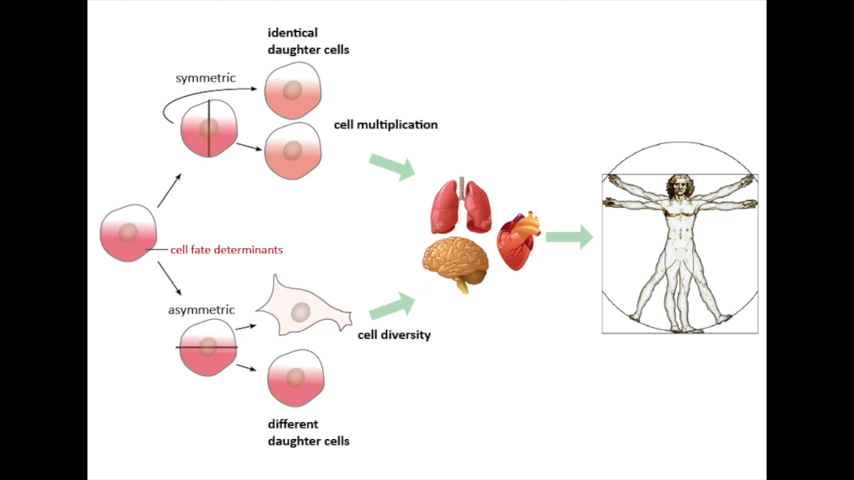 identical
daughter cells
symmetric
cell multiplication
cell fate determinants
asymmetric
cell diversity
different
daughter cells